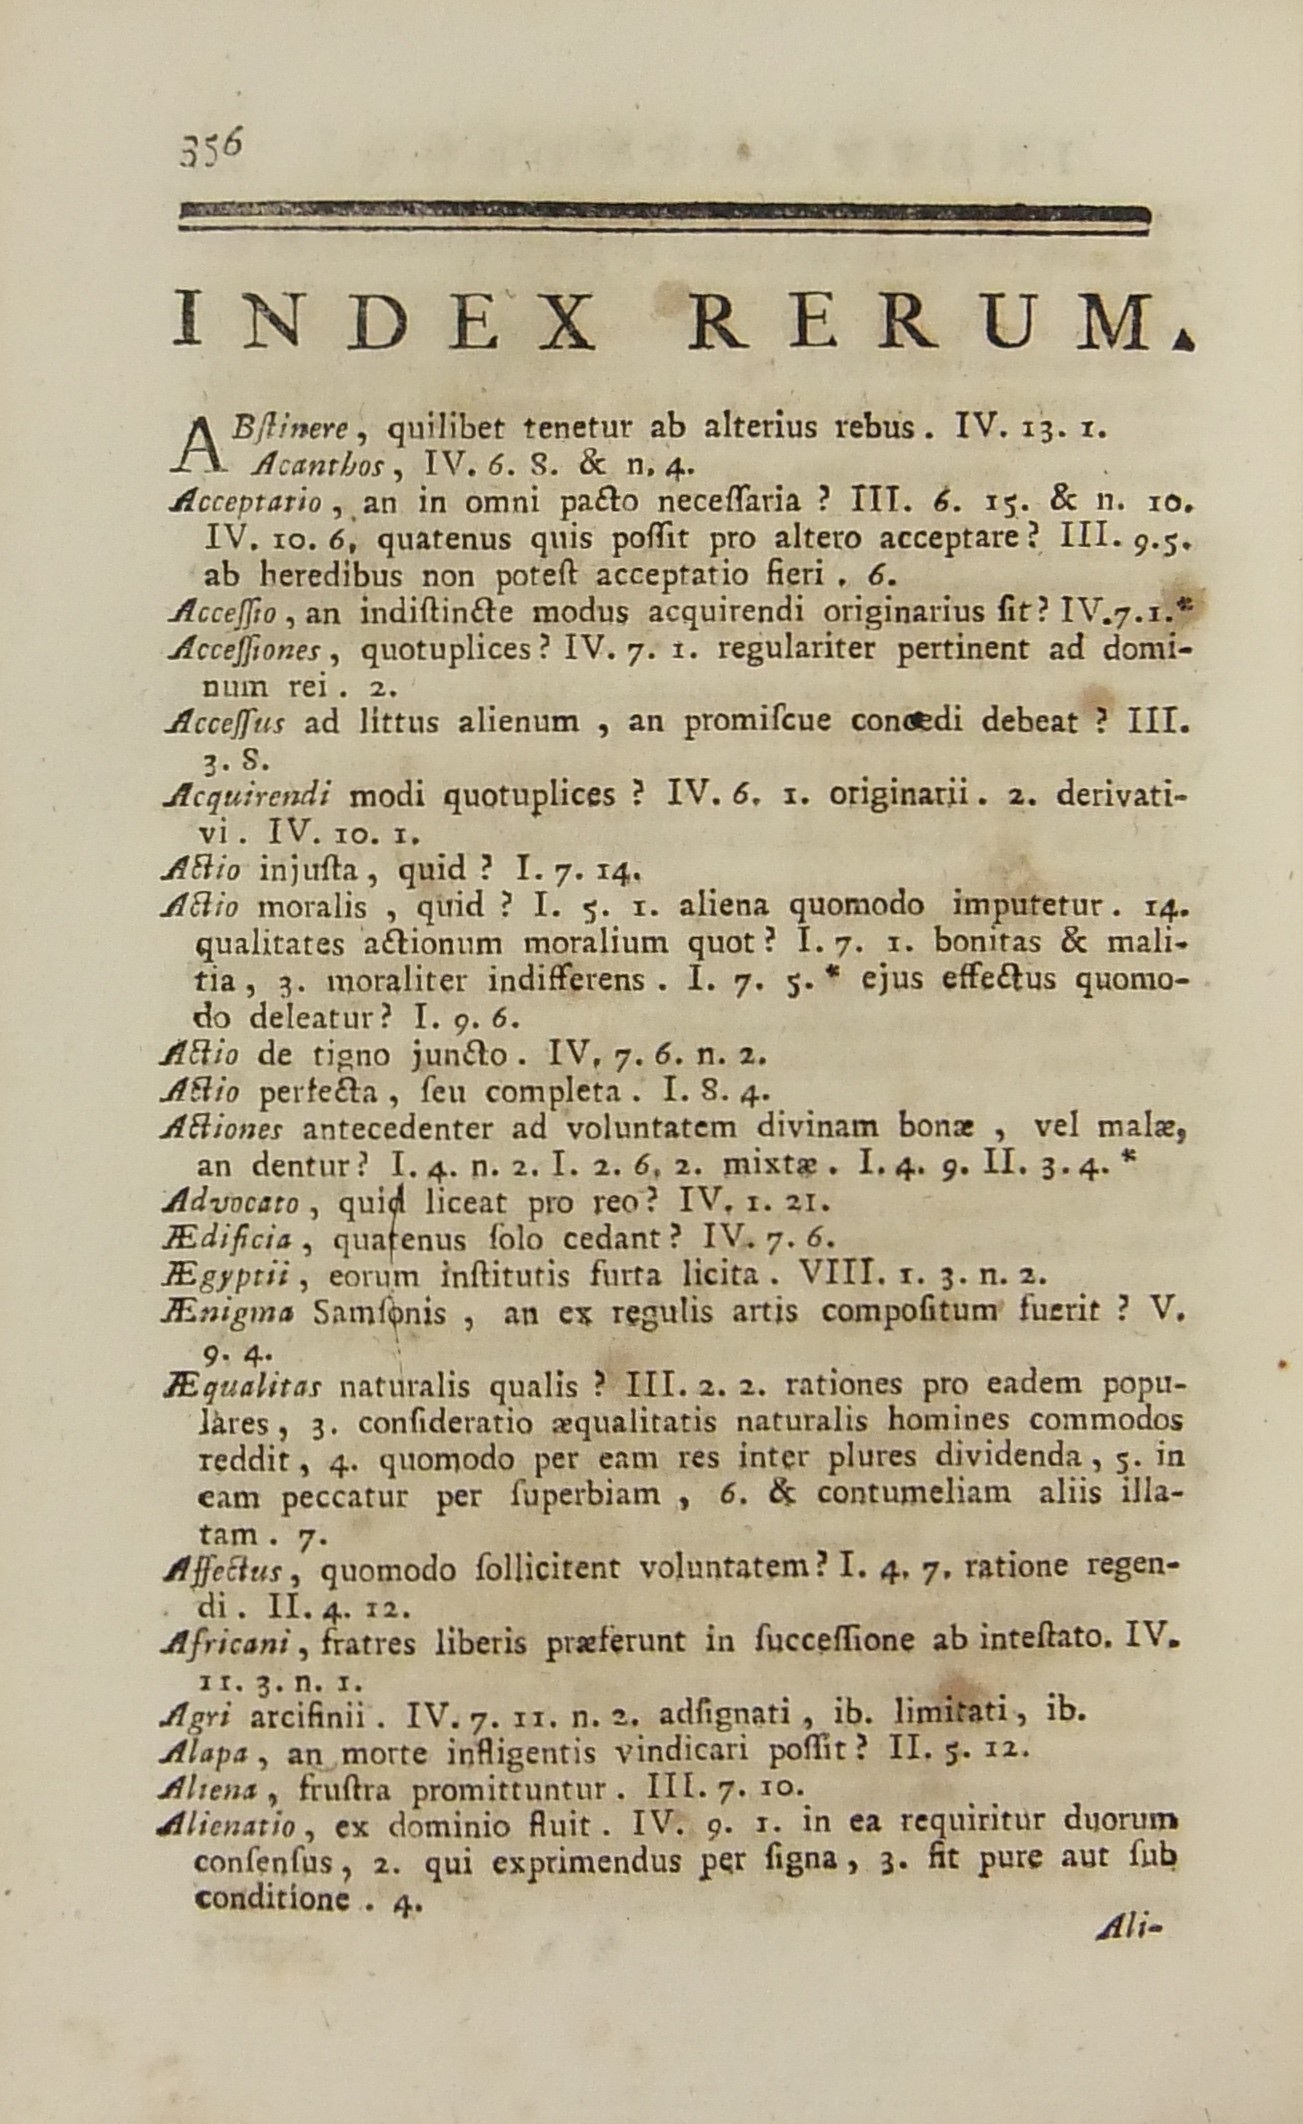 356
INDEX RERUM.
ABſtinere, quilibet tenetur ab alterius rebus. IV. 13. 1.
Acanthos, IV. 6. 8. & n. 4.
Acceptatio, an in omni pacto neceſſaria? III. 6. 15. & n. 10.
IV. 10. 6. quatenus quis poſſit pro altero acceptare? III. 9.5.
ab heredibus non poteſt acceptatio fieri. 6.
Acceſſio, an indiſtincte modus acquirendi originarius ſit? IV.7.1.*
Acceſſiones, quotuplices? IV. 7. 1. regulariter pertinent ad domi-
num rei. 2.
Acceſſus ad littus alienum, an promiſcue concedi debeat? III.
3. 8.
Acquirendi modi quotuplices? IV. 6. 1. originarii. 2. derivati-
vi. IV. 10. 1.
Actio injuſta, quid? I. 7. 14.
Actio moralis, quid? I. 5. 1. aliena quomodo imputetur. 14.
qualitates actionum moralium quot? I. 7. 1. bonitas & mali-
tia, 3. moraliter indifferens. I. 7. 5.* ejus effectus quomo-
do deleatur? I. 9. 6.
Actio de tigno juncto. IV. 7. 6. n. 2.
Actio perfecta, ſeu completa. I. 8. 4.
Actiones antecedenter ad voluntatem divinam bonæ, vel malæ,
an dentur? I. 4. n. 2. I. 2. 6. 2. mixtæ. I. 4. 9. II. 3. 4.*
Advocato, quid liceat pro reo? IV. 1. 21.
Ædificia, quatenus ſolo cedant? IV. 7. 6.
Ægyptii, eorum inſtitutis furta licita. VIII. 1. 3. n. 2.
Ænigma Samſonis, an ex regulis artis compoſitum fuerit? V.
9. 4.
Æqualitas naturalis qualis? III. 2. 2. rationes pro eadem popu-
làres, 3. conſideratio æqualitatis naturalis homines commodos
reddit, 4. quomodo per eam res inter plures dividenda, 5. in
eam peccatur per ſuperbiam, 6. & contumeliam aliis illa-
tam. 7.
Affectus, quomodo ſollicitent voluntatem? I. 4. 7. ratione regen-
di. II. 4. 12.
Africani, fratres liberis præferunt in ſucceſſione ab inteſtato. IV.
11. 3. n. 1.
Agri arcifinii. IV. 7. 11. n. 2. adſignati, ib. limitati, ib.
Alapa, an morte infligentis vindicari poſſit? II. 5. 12.
Aliena, fruſtra promittuntur. III. 7. 10.
Alienatio, ex dominio fluit. IV. 9. 1. in ea requiritur duorum
conſenſus, 2. qui exprimendus per ſigna, 3. fit pure aut ſub
conditione. 4.
Ali-